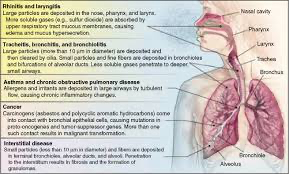 Rhinitis and laryngitis
Large particles are deposited in the nose, pharynx, and larynx.
More soluble gases (e.g., sulfur dioxide) are absorbed by
upper respiratory tract mucous membranes, causing
edema and mucus hypersecretion.
Tracheitis, bronchitis, and bronchiolitis
Large particles (more than 10 µm in diameter) are deposited and
then cleared by cilia. Small particles and fine fibers are deposited in bronchioles
and bifurcations of alveolar ducts. Less soluble gases penetrate to deeper,
small airways.
Asthma and chronic obstructive pulmonary disease
Allergens and irritants are deposited in large airways by turbulent
flow, causing chronic inflammatory changes.
Cancer
Carcinogens (asbestos and polycyclic aromatic hydrocarbons) come
into contact with bronchial epithelial cells, causing mutations in
proto-oncogenes and tumor suppressor genes. More than one
such contact results in malignant transformation.
Interstitial disease
Small particles (less than 10 µm in diameter) and fibers are deposited
in terminal bronchioles, alveolar ducts, and alveoli. Penetration
to the interstitium results in fibrosis and the formation of
granulomas.
Nasal cavity
Pharynx
Larynx
Trachea
Bronchus
Bronchiole
Alveolus